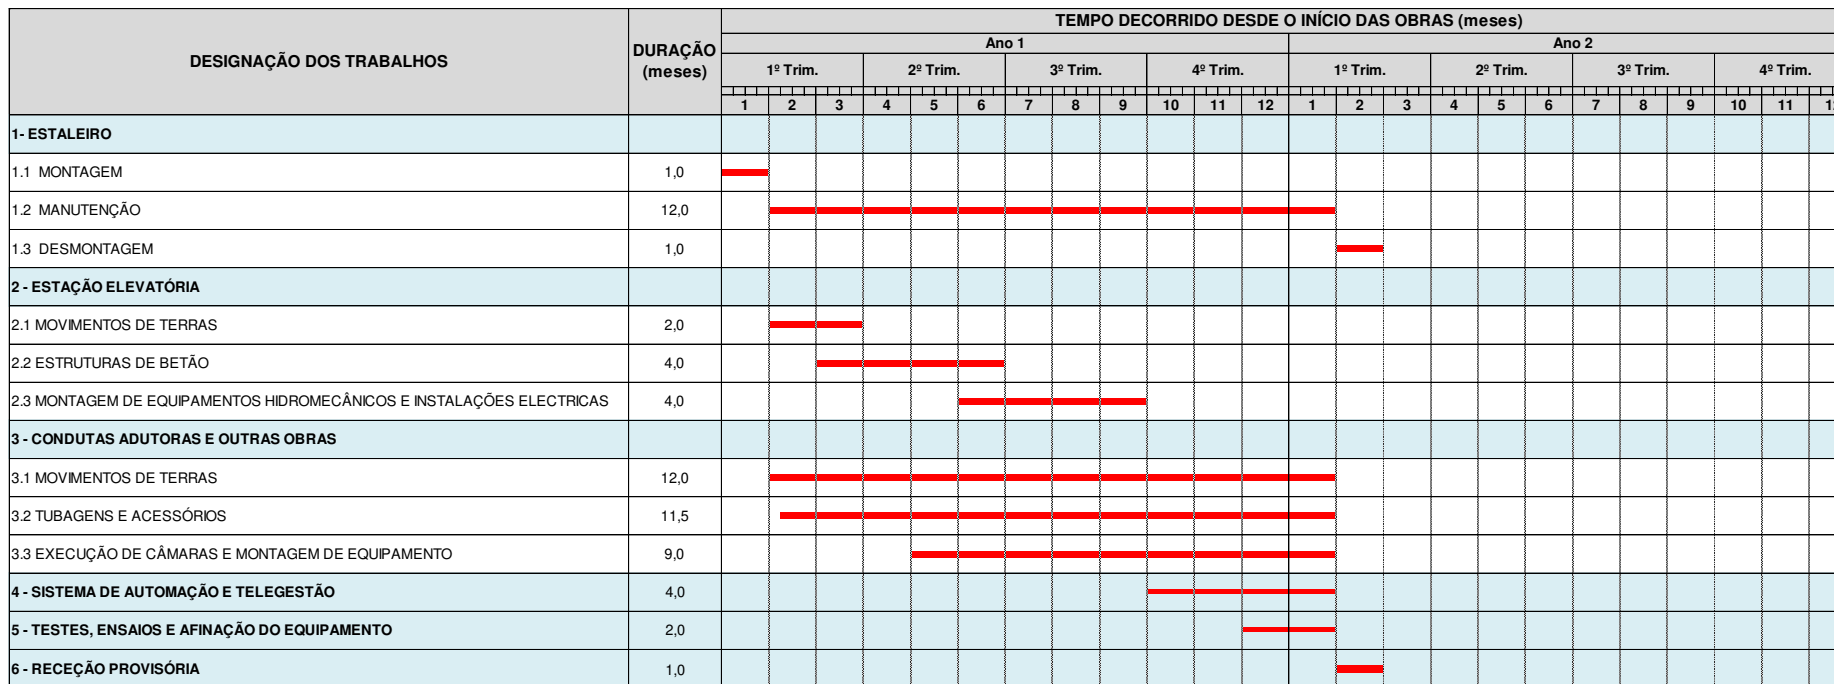 TEMPO DECORRIDO DESDE O INÍCIO DAS OBRAS (meses)
DESIGNAÇÃO DOS TRABALHOS
DURAÇÃO (meses)
Ano 1 Ano 2
1º Trim. 2º Trim. 3º Trim. 4º Trim. 1º Trim. 2º Trim. 3º Trim. 4º Trim.
1 2 3 4 5 6 7 8 9 10 11 12 1 2 3 4 5 6 7 8 9 10 11
1- ESTALEIRO
1.1 MONTAGEM 1,0
1.2 MANUTENÇÃO 12,0
1.3 DESMONTAGEM 1,0
2 - ESTAÇÃO ELEVATÓRIA
2.1 MOVIMENTOS DE TERRAS 2,0
2.2 ESTRUTURAS DE BETÃO 4,0
2.3 MONTAGEM DE EQUIPAMENTOS HIDROMECÂNICOS E INSTALAÇÕES ELECTRICAS 4,0
3 - CONDUTAS ADUTORAS E OUTRAS OBRAS
3.1 MOVIMENTOS DE TERRAS 12,0
3.2 TUBAGENS E ACESSÓRIOS 11,5
3.3 EXECUÇÃO DE CÂMARAS E MONTAGEM DE EQUIPAMENTO 9,0
4 - SISTEMA DE AUTOMAÇÃO E TELEGESTÃO 4,0
5 - TESTES, ENSAIOS E AFINAÇÃO DO EQUIPAMENTO 2,0
6 - RECEÇÃO PROVISÓRIA 1,0